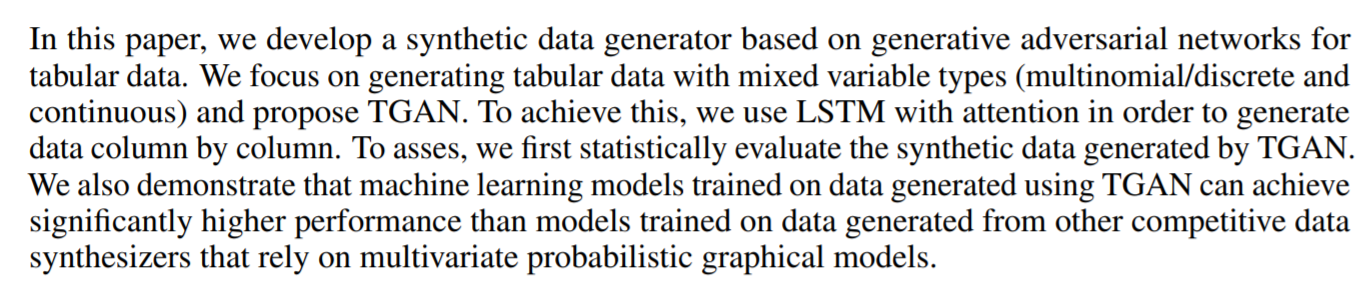 In this paper, we develop a synthetic data generator based on generative adversarial networks for
tabular data. We focus on generating tabular data with mixed variable types (multinomial/discrete and
continuous) and propose TGAN. To achieve this, we use LSTM with attention in order to generate
data column by column. To asses, we first statistically evaluate the synthetic data generated by TGAN.
We also demonstrate that machine learning models trained on data generated using TGAN can achieve
significantly higher performance than models trained on data generated from other competitive data
synthesizers that rely on multivariate probabilistic graphical models.